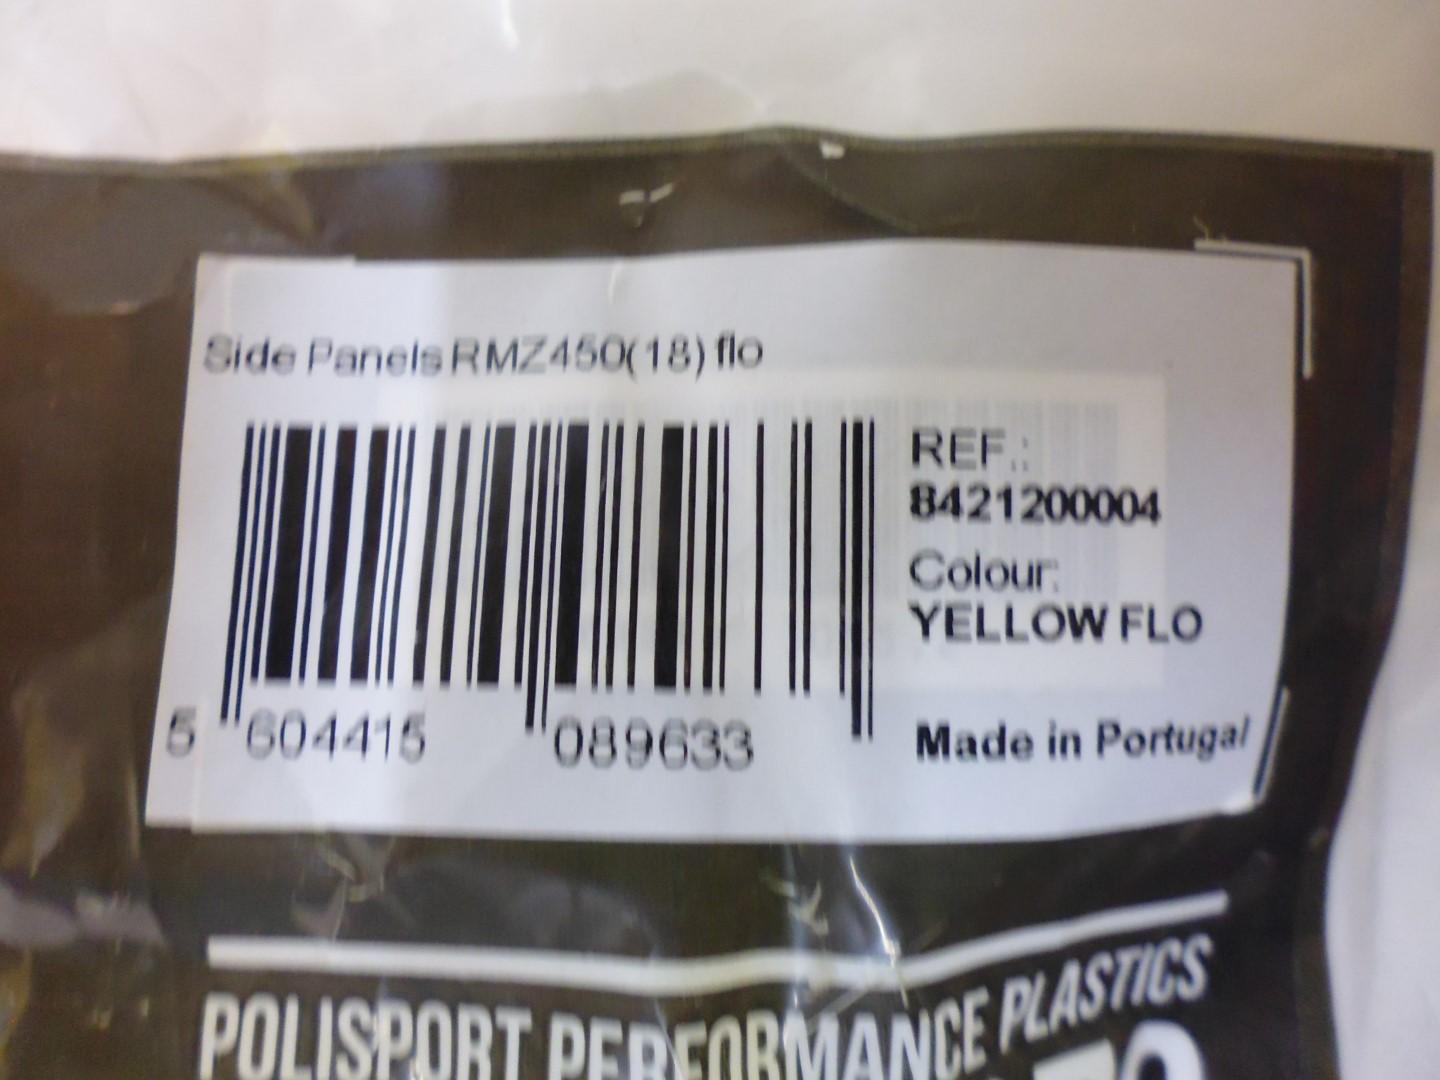 Side Panels RMZ450(18) flo
REF.:
8421200004
Colour:
YELLOW FLO
5 604415 089633
Made in Portugal
POLISPORT PERFORMANCE PLASTICS